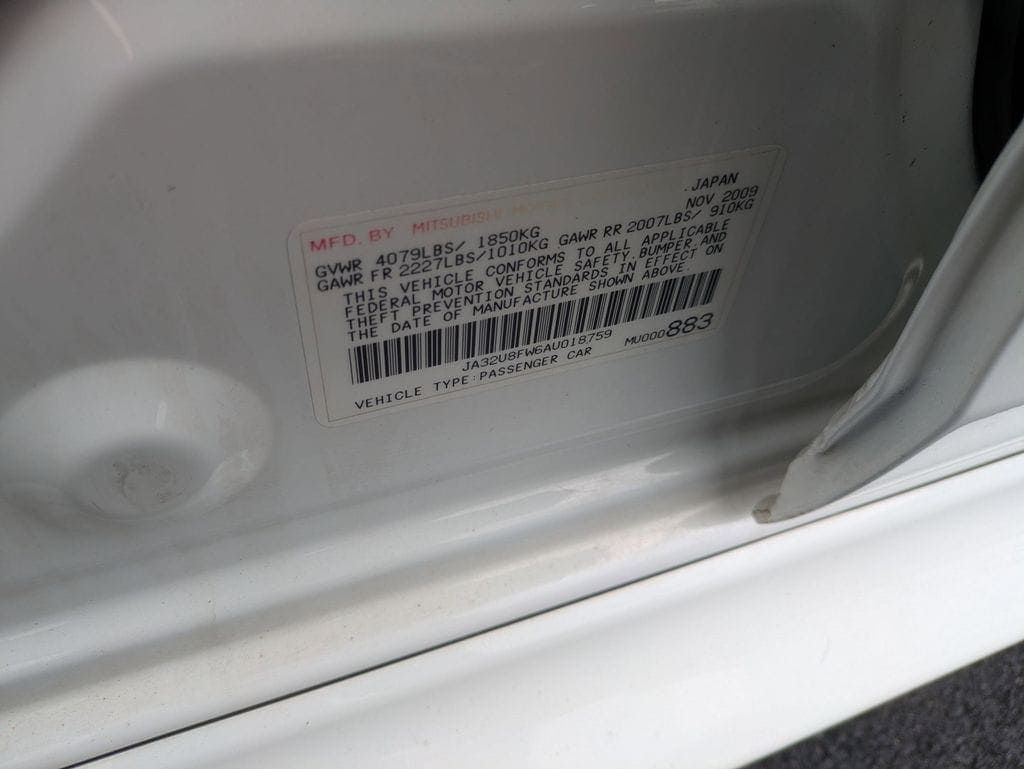 MFD. BY MITSUBISHI MOTORS JAPAN
GVWR 4079LBS/ 1850KG NOV 2009
GAWR FR 2227LBS/1010KG GAWR RR 2007LBS/ 910KG
THIS VEHICLE CONFORMS TO ALL APPLICABLE
FEDERAL MOTOR VEHICLE SAFETY,BUMPER,AND
THEFT PREVENTION STANDARDS IN EFFECT ON
THE DATE OF MANUFACTURE SHOWN ABOVE.
JA32U8FW6AU018759
VEHICLE TYPE:PASSENGER CAR MU000883